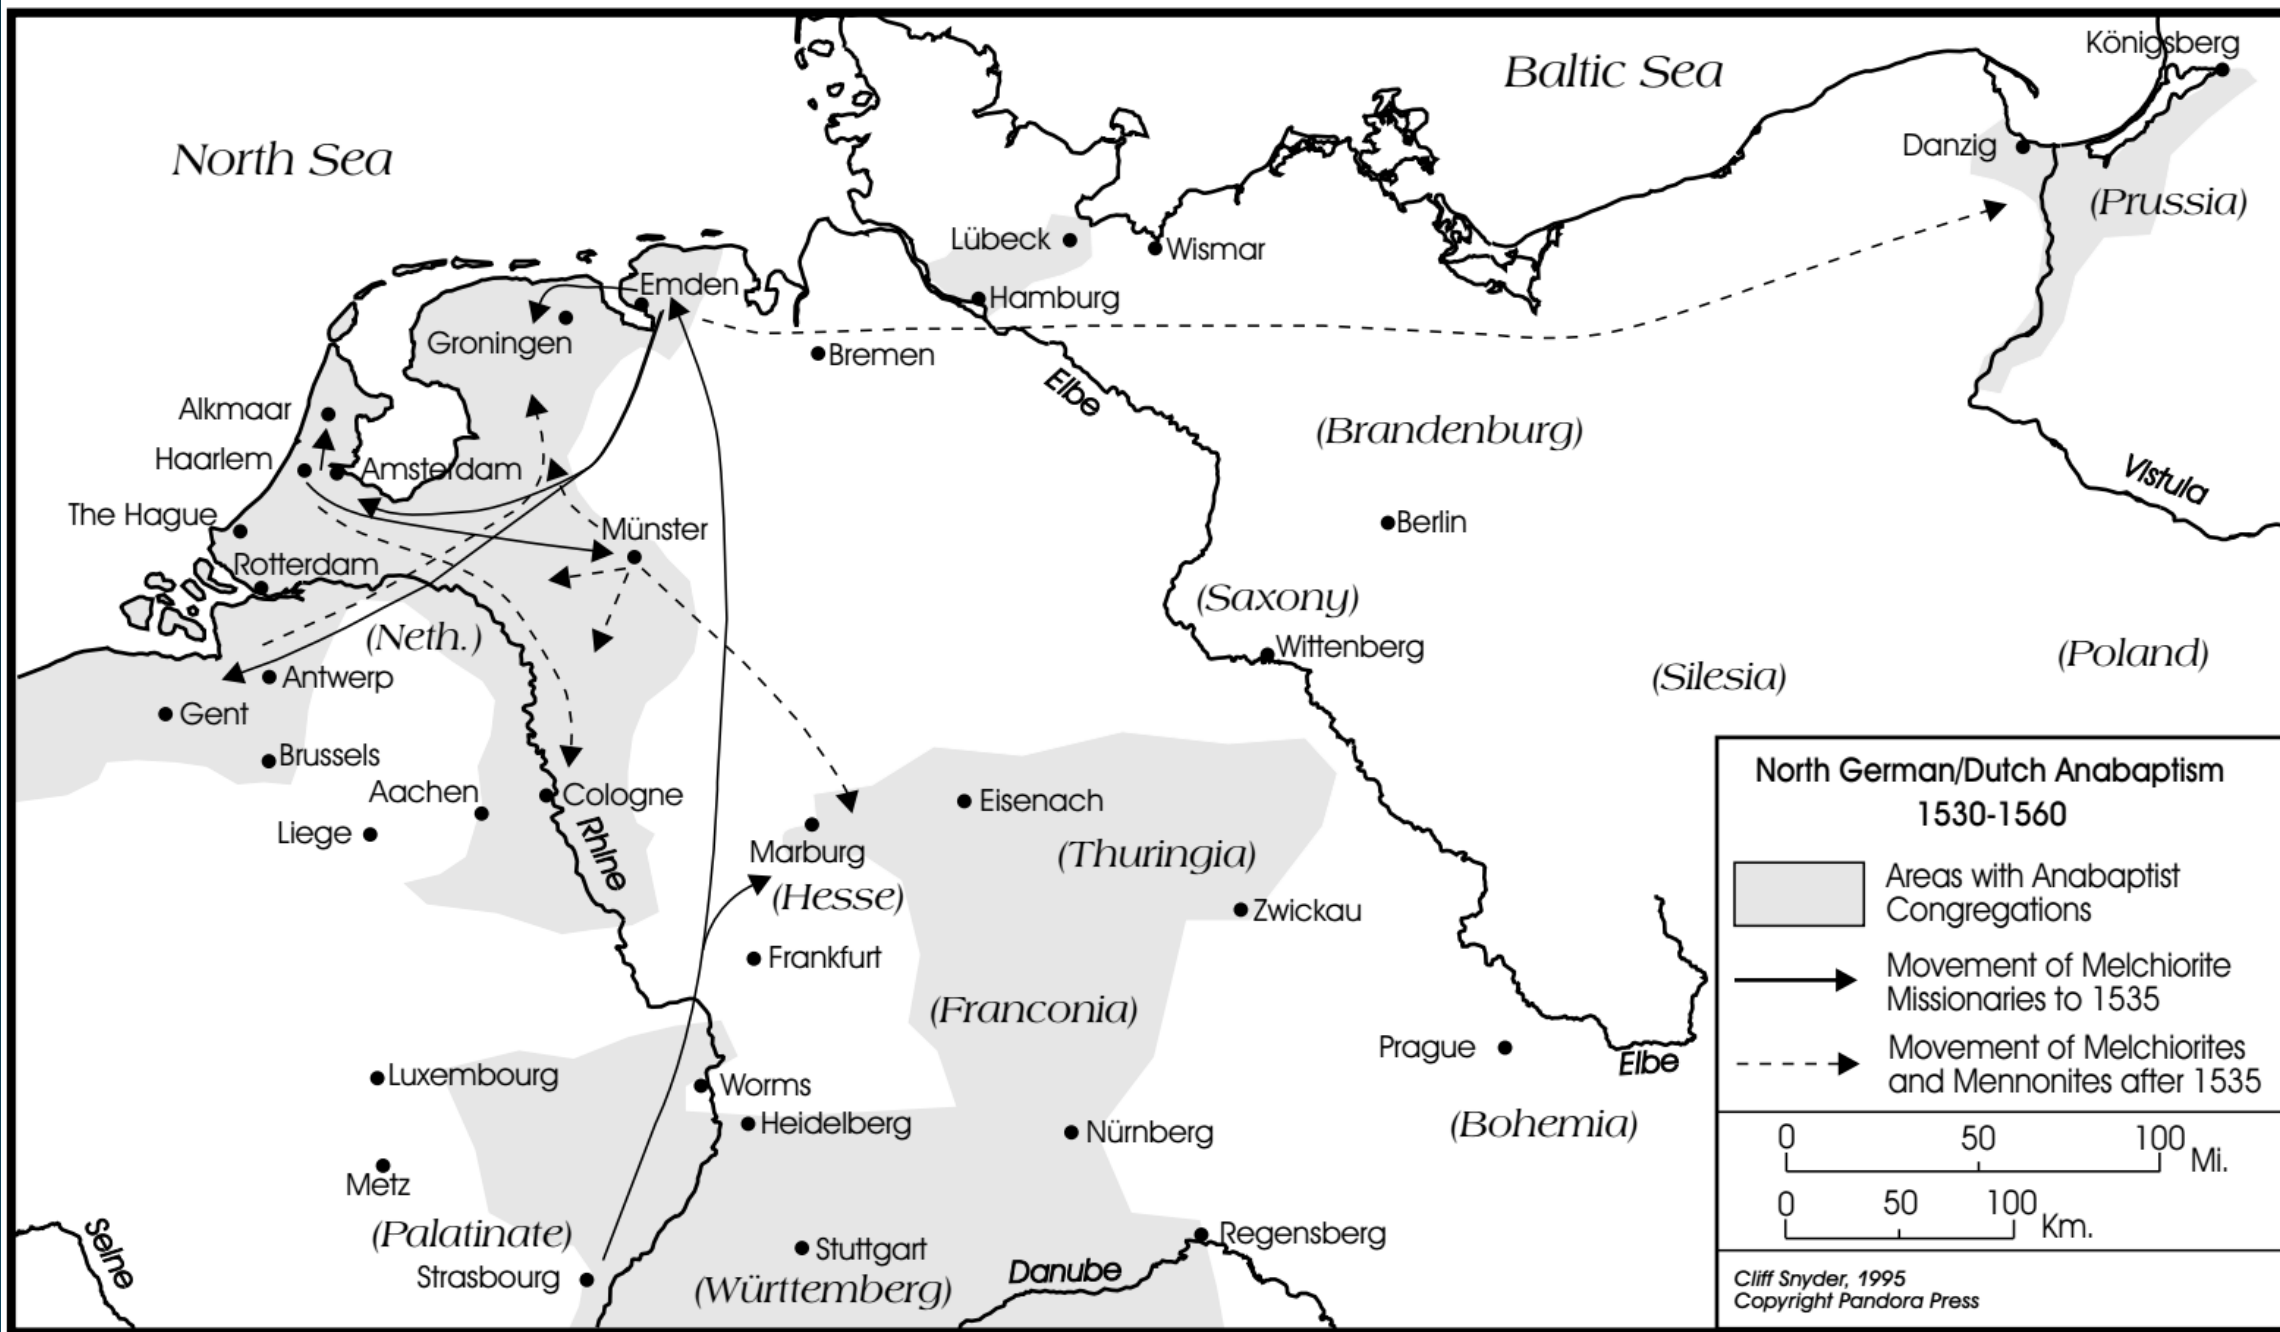 Königsberg
Baltic Sea
North Sea
Danzig
(Prussia)
Lübeck
Wismar
Emden
Hamburg
Groningen
Bremen
Elbe
Alkmaar
(Brandenburg)
Haarlem
Amsterdam
Vistula
The Hague
Münster
Berlin
Rotterdam
(Saxony)
(Neth.)
Wittenberg
(Poland)
Antwerp
(Silesia)
Gent
Brussels
Aachen
Cologne
Eisenach
Liege
Rhine
Marburg
(Thuringia)
(Hesse)
Zwickau
Frankfurt
(Franconia)
Prague
Elbe
Luxembourg
Worms
Heidelberg
Nürnberg
(Bohemia)
Metz
(Palatinate)
Seine
Stuttgart
Regensberg
Strasbourg
(Württemberg)
Danube
North German/Dutch Anabaptism
1530-1560
Areas with Anabaptist
Congregations
Movement of Melchiorite
Missionaries to 1535
Movement of Melchiorites
and Mennonites after 1535
0 50 100 Mi.
0 50 100 Km.
Cliff Snyder, 1995
Copyright Pandora Press